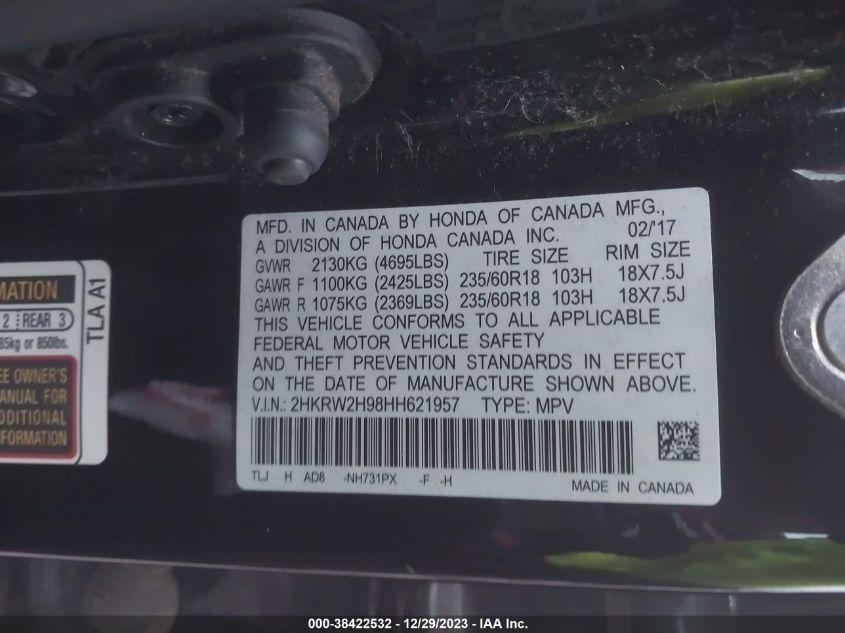 MFD. IN CANADA BY HONDA OF CANADA MFG.,
A DIVISION OF HONDA CANADA INC. 02/'17
GVWR 2130KG (4695LBS) TIRE SIZE RIM SIZE
GAWR F 1100KG (2425LBS) 235/60R18 103H 18X7.5J
GAWR R 1075KG (2369LBS) 235/60R18 103H 18X7.5J
THIS VEHICLE CONFORMS TO ALL APPLICABLE
FEDERAL MOTOR VEHICLE SAFETY
AND THEFT PREVENTION STANDARDS IN EFFECT
ON THE DATE OF MANUFACTURE SHOWN ABOVE.
V.I.N.: 2HKRW2H98HH621957 TYPE: MPV
TLJ H AD8 -NH731PX -F -H
MADE IN CANADA
MATION
2 REAR 3
85kg or 850lbs.
EE OWNER'S
MANUAL FOR
ADDITIONAL
NFORMATION
TLA A1
000-38422532 - 12/29/2023 - IAA Inc.